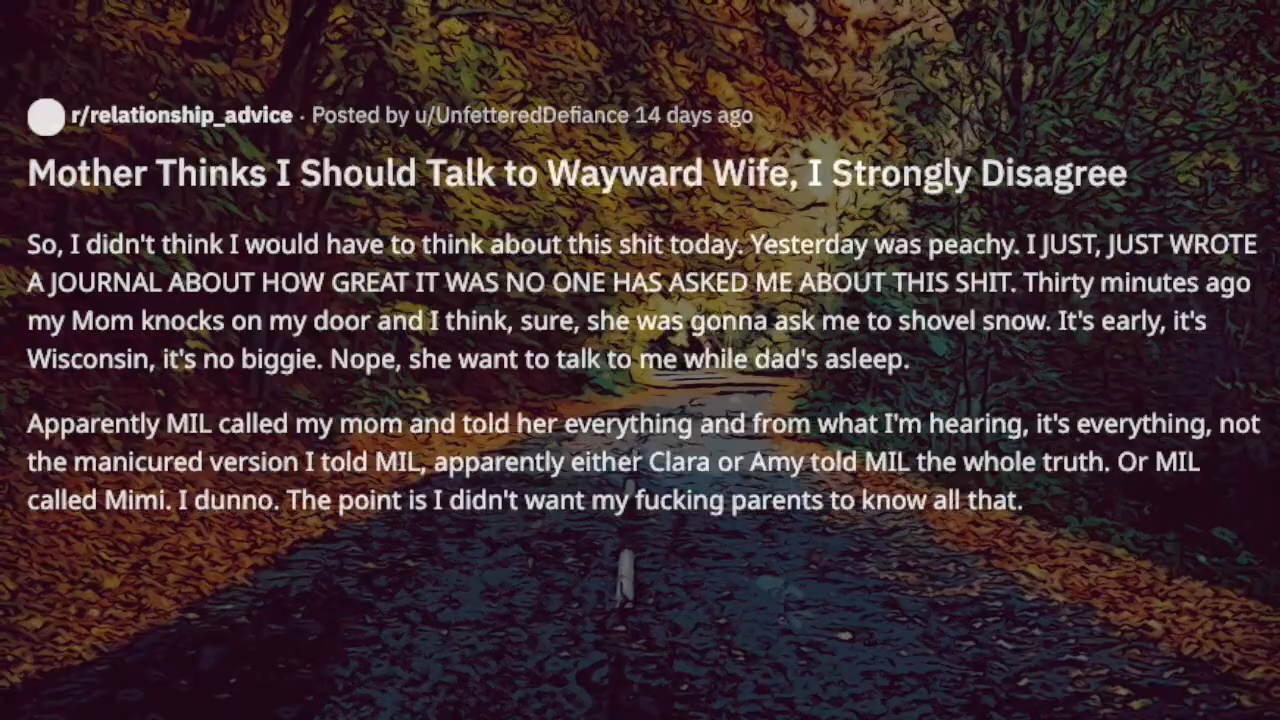 r/relationship_advice · Posted by u/UnfetteredDefiance 14 days ago
Mother Thinks I Should Talk to Wayward Wife, I Strongly Disagree
So, I didn't think I would have to think about this shit today. Yesterday was peachy. I JUST, JUST WROTE
A JOURNAL ABOUT HOW GREAT IT WAS NO ONE HAS ASKED ME ABOUT THIS SHIT. Thirty minutes ago
my Mom knocks on my door and I think, sure, she was gonna ask me to shovel snow. It's early, it's
Wisconsin, it's no biggie. Nope, she want to talk to me while dad's asleep.
Apparently MIL called my mom and told her everything and from what I'm hearing, it's everything, not
the manicured version I told MIL, apparently either Clara or Amy told MIL the whole truth. Or MIL
called Mimi. I dunno. The point is I didn't want my fucking parents to know all that.